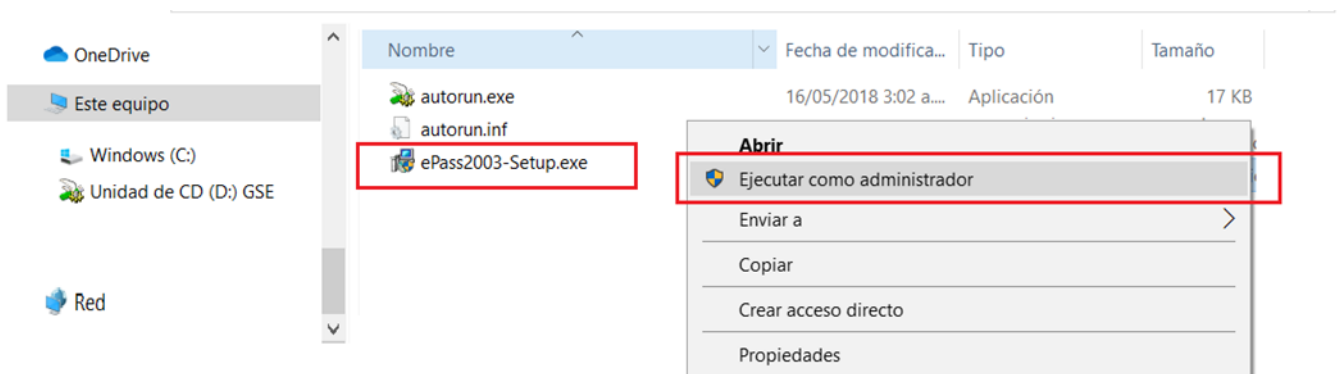 OneDrive
Este equipo
Windows (C:)
Unidad de CD (D:) GSE
Red
Nombre
Fecha de modifica...
Tipo
Tamaño
autorun.exe
16/05/2018 3:02 a....
Aplicación
17 KB
autorun.inf
ePass2003-Setup.exe
Abrir
Ejecutar como administrador
Enviar a
Copiar
Crear acceso directo
Propiedades